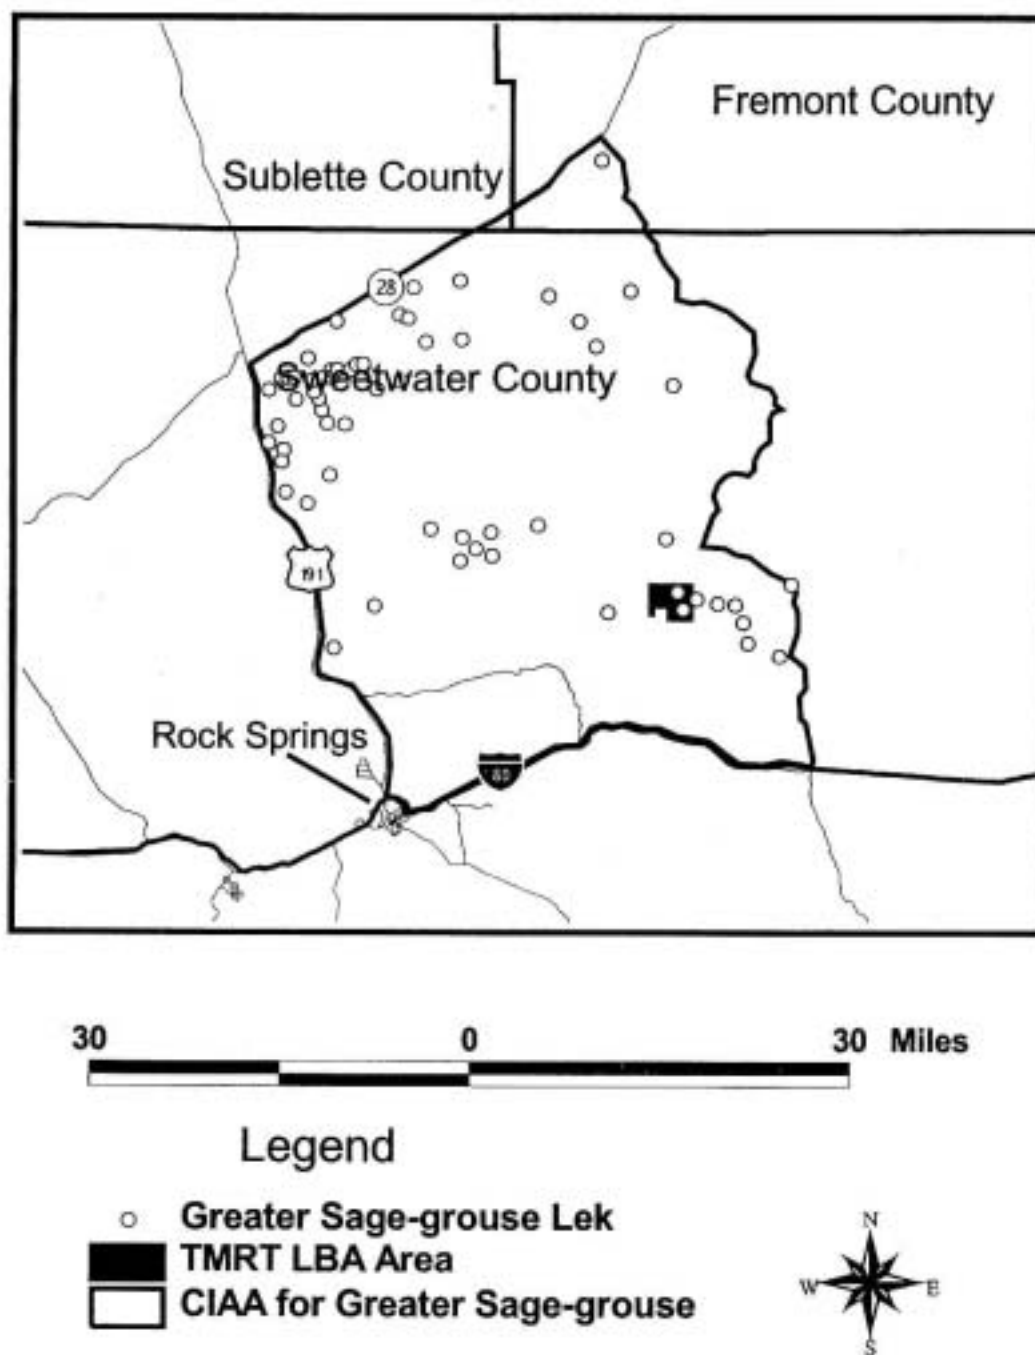 Fremont County
Sublette County
28
Sweetwater County
191
Rock Springs
80
30 0 30 Miles
Legend
Greater Sage-grouse Lek
TMRT LBA Area
CIAA for Greater Sage-grouse
N
W E
S